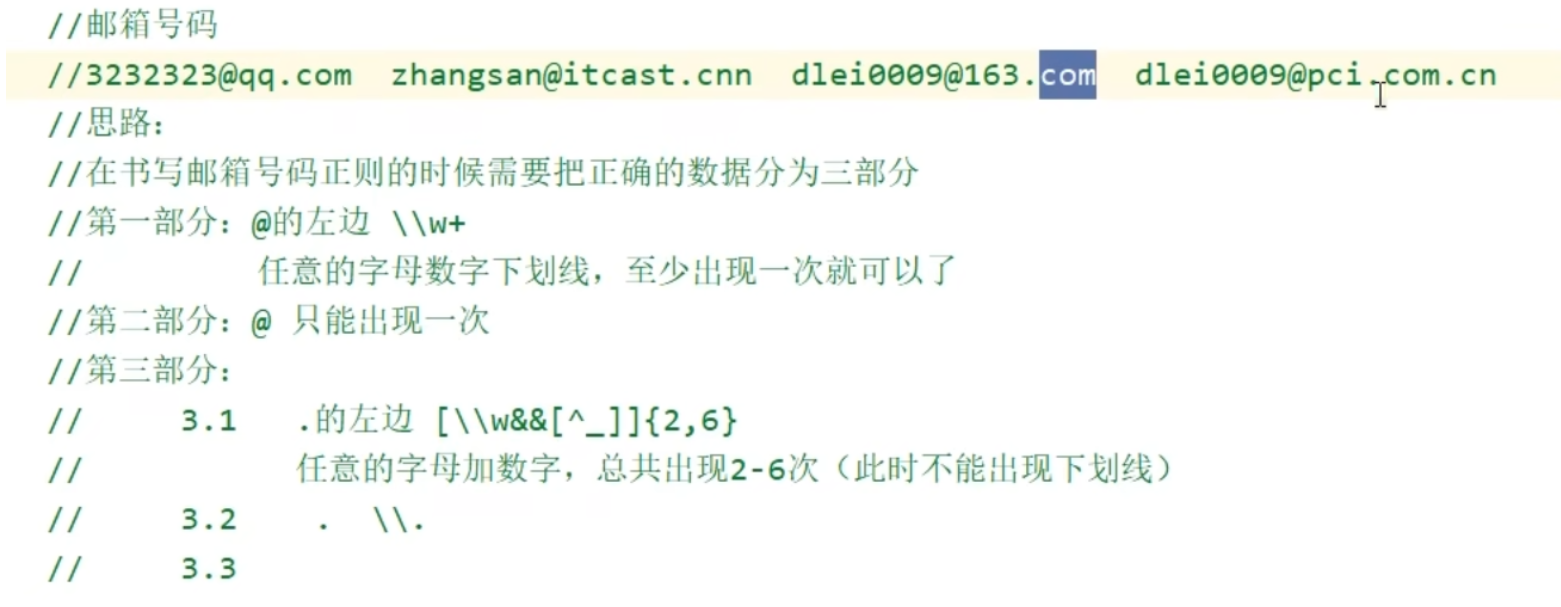 //邮箱号码
//3232323@qq.com  zhangsan@itcast.cnn  dlei0009@163.com  dlei0009@pci.com.cn
//思路：
//在书写邮箱号码正则的时候需要把正确的数据分为三部分
//第一部分：@的左边 \\w+
//         任意的字母数字下划线，至少出现一次就可以了
//第二部分：@ 只能出现一次
//第三部分：
//     3.1   .的左边 [\\w&&[^_]]{2,6}
//           任意的字母加数字，总共出现2-6次（此时不能出现下划线）
//     3.2    .  \\.
//     3.3